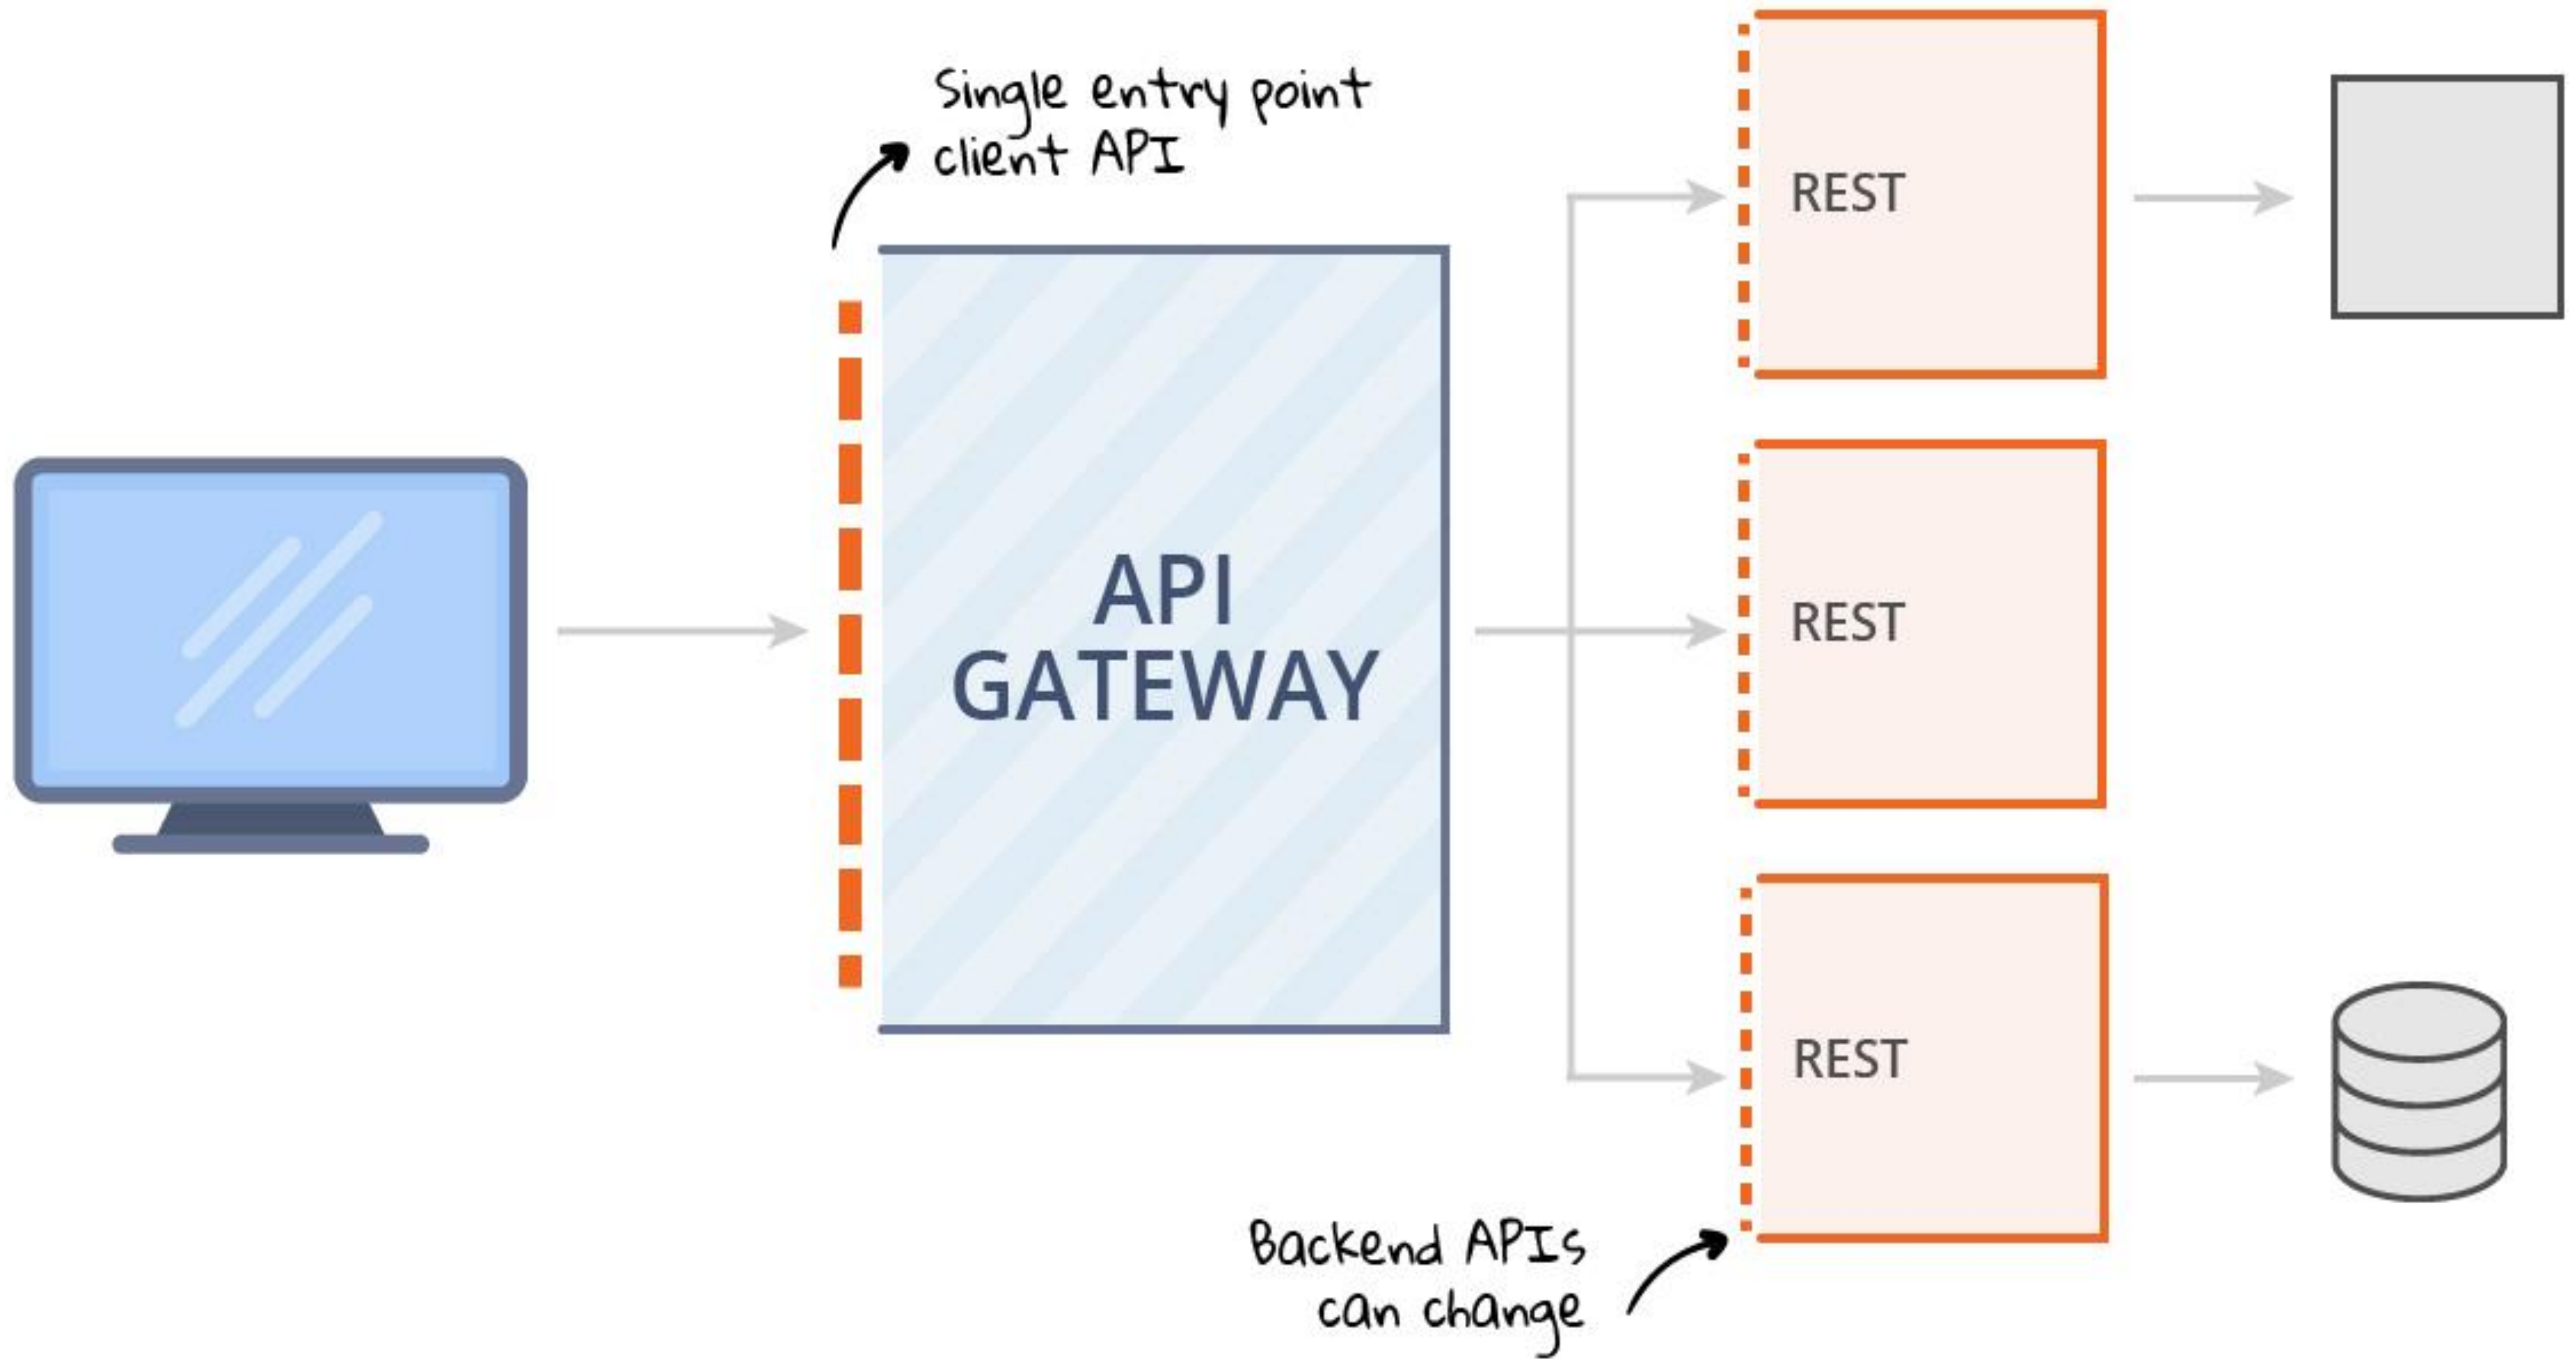 Single entry point
client API
API
GATEWAY
REST
REST
REST
Backend APIs
can change